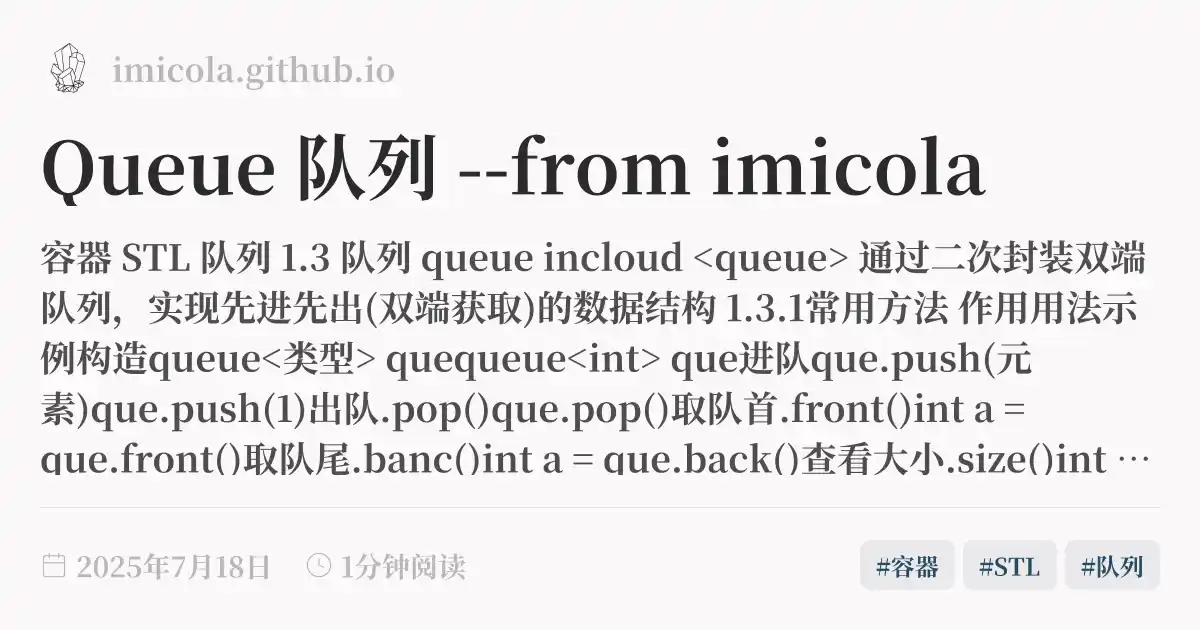 imicola.github.io
Queue 队列 --from imicola
容器 STL 队列 1.3 队列 queue incloud <queue> 通过二次封装双端
队列，实现先进先出(双端获取)的数据结构 1.3.1常用方法 作用用法示
例构造queue<类型> quequeue<int> que进队que.push(元
素)que.push(1)出队.pop()que.pop()取队首.front()int a =
que.front()取队尾.banc()int a = que.back()查看大小.size()int …
2025年7月18日
1分钟阅读
#容器
#STL
#队列